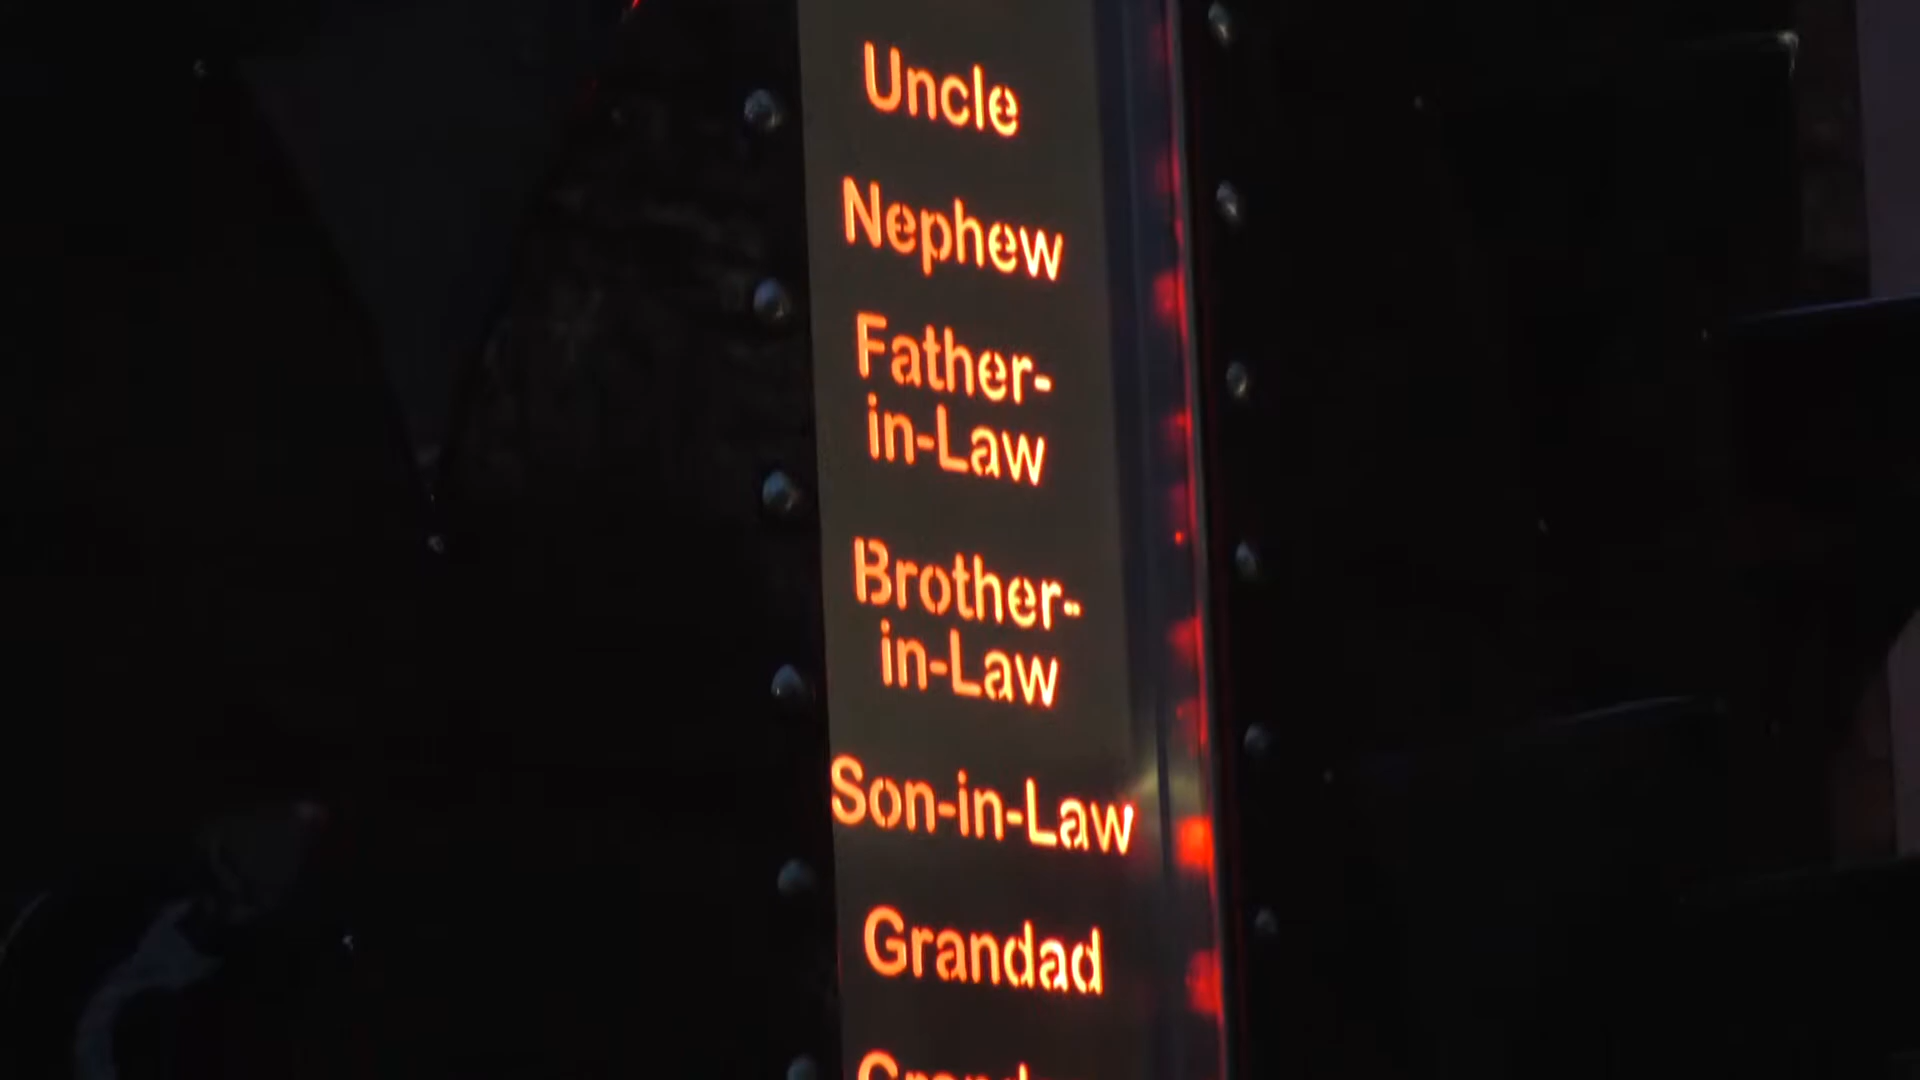 Uncle
Nephew
Father-
in-Law
Brother-
in-Law
Son-in-Law
Grandad